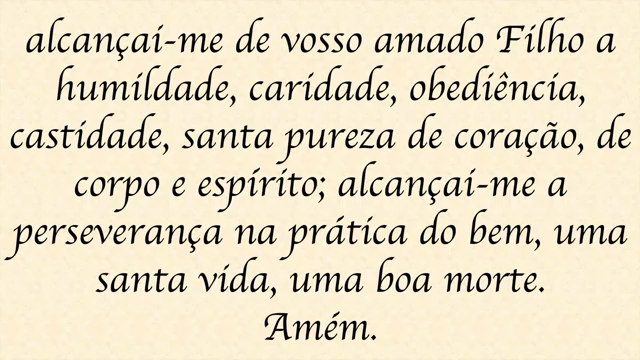 alcançai-me de vosso amado Filho a
humildade, caridade, obediência,
castidade, santa pureza de coração, de
corpo e espírito; alcançai-me a
perseverança na prática do bem, uma
santa vida, uma boa morte.
Amém.